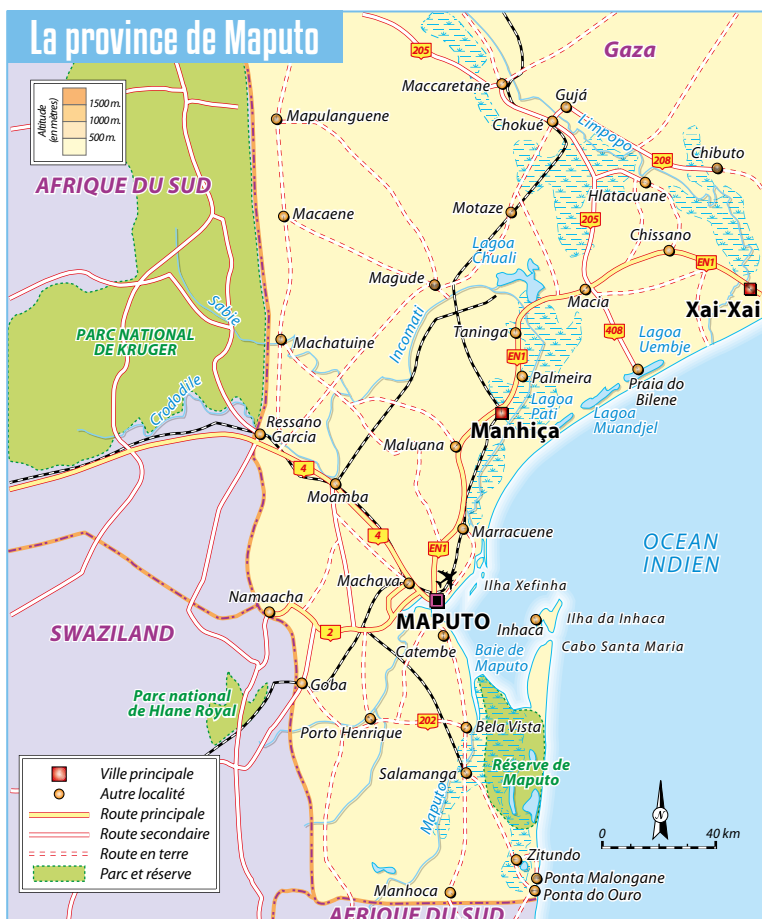 La province de Maputo
Altitude
(en mètres)
1500 m.
1000 m.
500 m.
205
Gaza
Maccaretane
Gujá
Mapulanguene
Chokué
Limpopo
208
Chibuto
AFRIQUE DU SUD
Hlatacuane
Macaene
Motaze
205
Chissano
Lagoa
Chuali
EN1
Magude
Macia
Xai-Xai
Sabie
Incomati
PARC NATIONAL
DE KRUGER
Machatuine
Taninga
408
Lagoa
Uembje
EN1
Palmeira
Praia do
Bilene
Crododile
Lagoa
Pati
Lagoa
Muandjel
Ressano
Garcia
Manhiça
Maluana
4
Moamba
4
Marracuene
EN1
OCEAN
INDIEN
Machava
Ilha Xefinha
Namaacha
MAPUTO
2
SWAZILAND
Inhaca
Ilha da Inhaca
Catembe
Cabo Santa Maria
Baie de
Maputo
Parc national
de Hlane Royal
Goba
Porto Henrique
202
Bela Vista
Réserve de
Maputo
Salamanga
Maputo
Ville principale
Autre localité
Route principale
Route secondaire
Route en terre
Parc et réserve
N
0
40 km
Zitundo
Ponta Malongane
Manhoca
Ponta do Ouro
AFRIQUE DU SUD